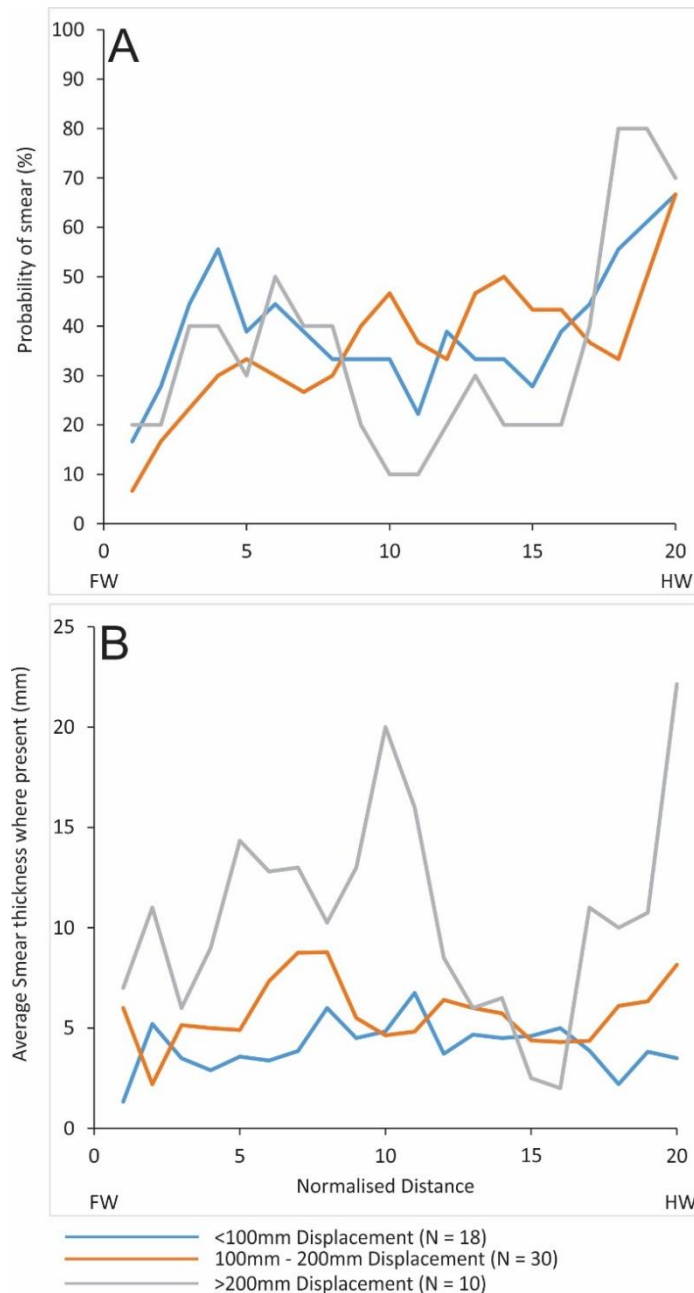 A
Probability of smear (%)
100
90
80
70
60
50
40
30
20
10
0
0 5 10 15 20
FW HW
B
Average Smear thickness where present (mm)
25
20
15
10
5
0
0 5 10 15 20
Normalised Distance
FW HW
<100mm Displacement (N = 18)
100mm - 200mm Displacement (N = 30)
>200mm Displacement (N = 10)